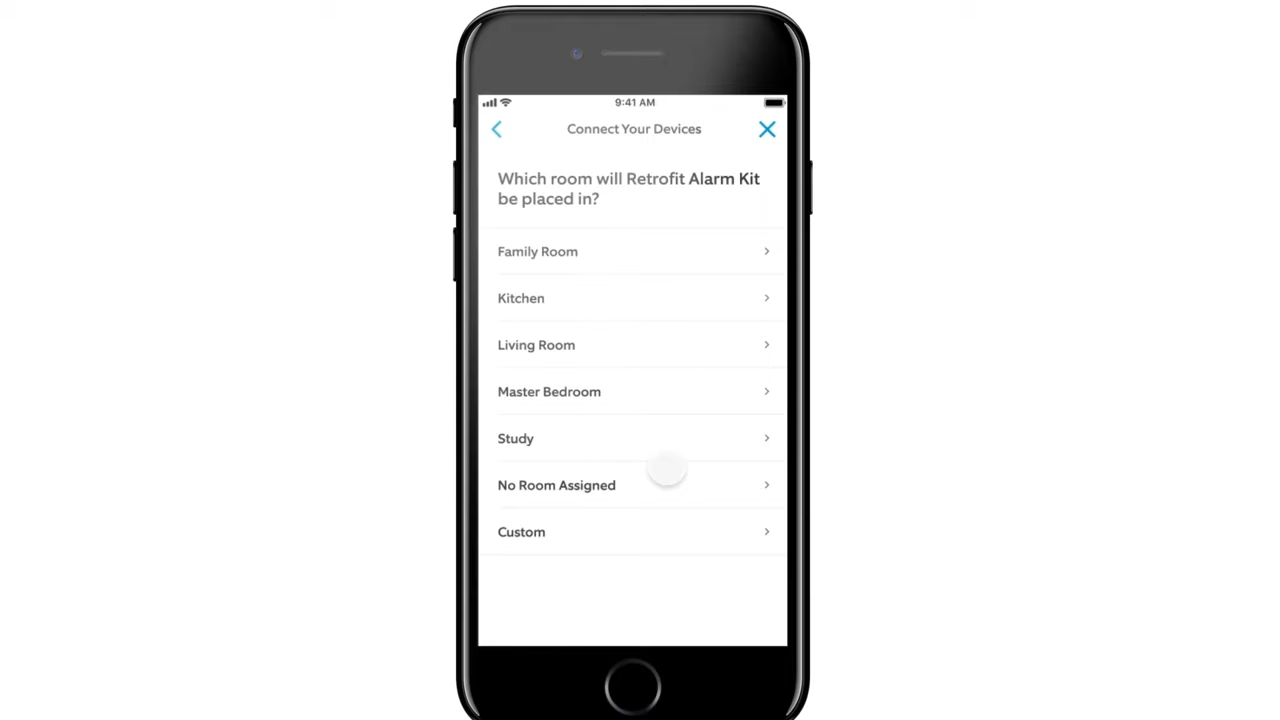 9:41 AM
Connect Your Devices
Which room will Retrofit Alarm Kit
be placed in?
Family Room
Kitchen
Living Room
Master Bedroom
Study
No Room Assigned
Custom